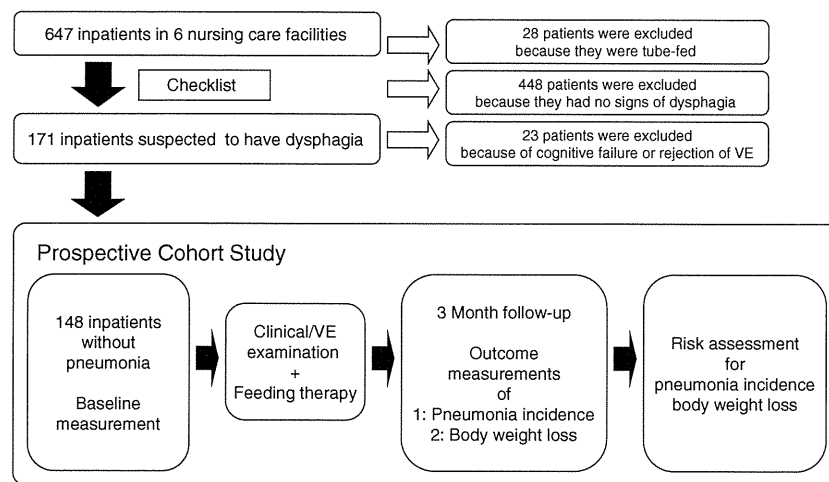 647 inpatients in 6 nursing care facilities
28 patients were excluded
because they were tube-fed
Checklist
448 patients were excluded
because they had no signs of dysphagia
171 inpatients suspected to have dysphagia
23 patients were excluded
because of cognitive failure or rejection of VE
Prospective Cohort Study
148 inpatients
without
pneumonia
Baseline
measurement
Clinical/VE
examination
+
Feeding therapy
3 Month follow-up
Outcome
measurements
of
1: Pneumonia incidence
2: Body weight loss
Risk assessment
for
pneumonia incidence
body weight loss